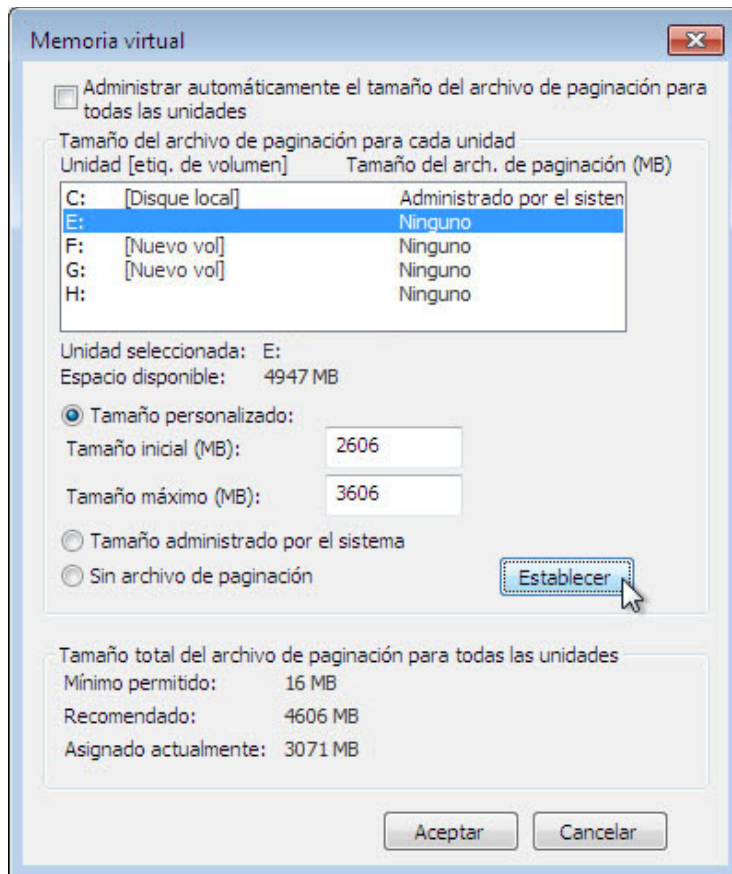 Memoria virtual
Administrar automáticamente el tamaño del archivo de paginación para
todas las unidades
Tamaño del archivo de paginación para cada unidad
Unidad [etiq. de volumen] Tamaño del arch. de paginación (MB)
C: [Disque local] Administrado por el sisten
E: Ninguno
F: [Nuevo vol] Ninguno
G: [Nuevo vol] Ninguno
H: Ninguno
Unidad seleccionada: E:
Espacio disponible: 4947 MB
Tamaño personalizado:
Tamaño inicial (MB): 2606
Tamaño máximo (MB): 3606
Tamaño administrado por el sistema
Sin archivo de paginación
Establecer
Tamaño total del archivo de paginación para todas las unidades
Mínimo permitido: 16 MB
Recomendado: 4606 MB
Asignado actualmente: 3071 MB
Aceptar Cancelar